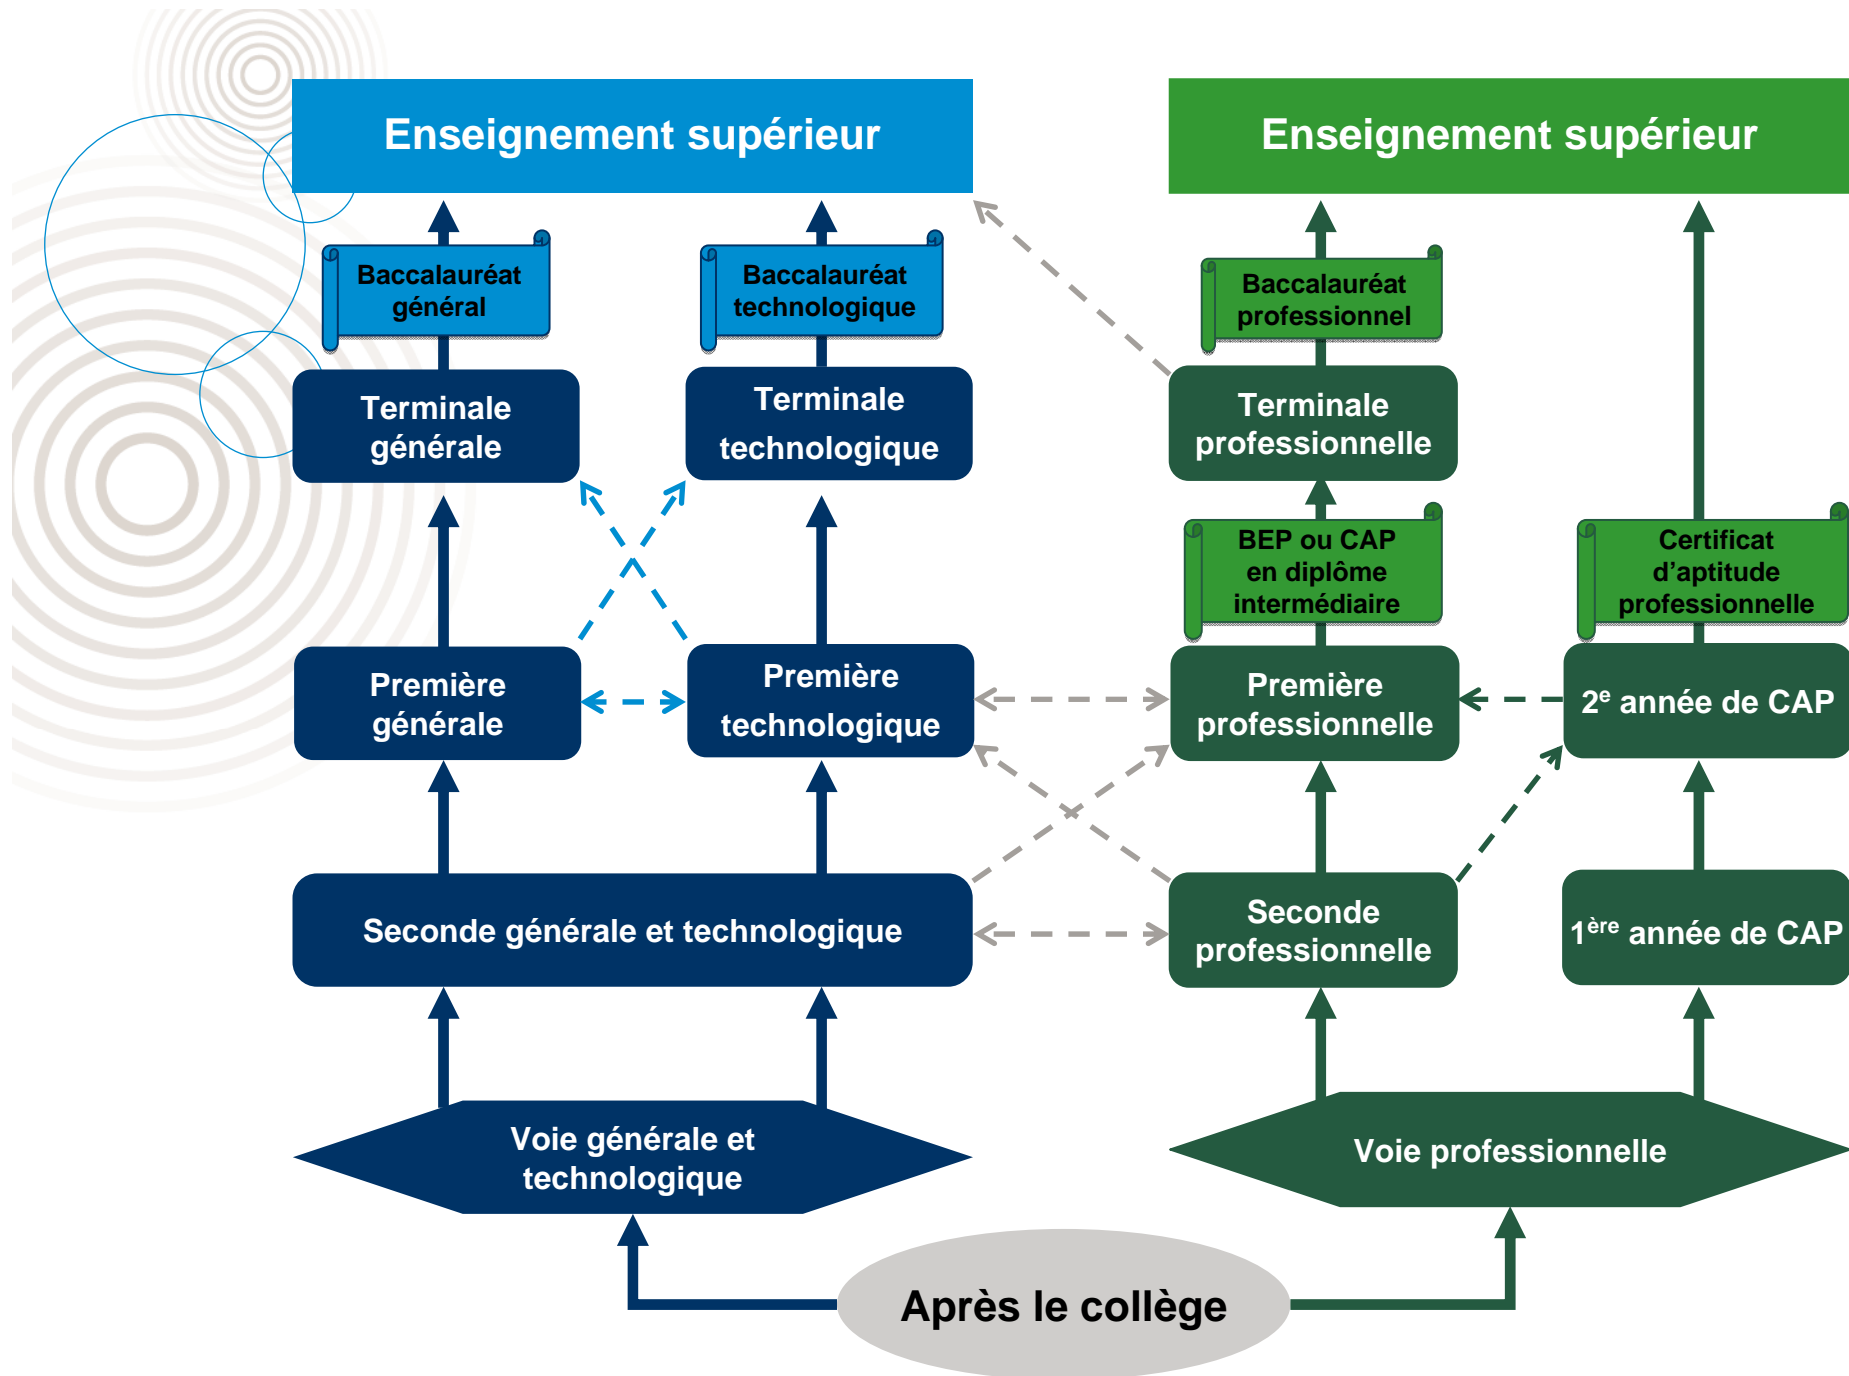 Enseignement supérieur
Enseignement supérieur
Baccalauréat
général
Baccalauréat
technologique
Baccalauréat
professionnel
Terminale
générale
Terminale
technologique
Terminale
professionnelle
BEP ou CAP
en diplôme
intermédiaire
Certificat
d’aptitude
professionnelle
Première
générale
Première
technologique
Première
professionnelle
2e année de CAP
Seconde générale et technologique
Seconde
professionnelle
1ère année de CAP
Voie générale et
technologique
Voie professionnelle
Après le collège